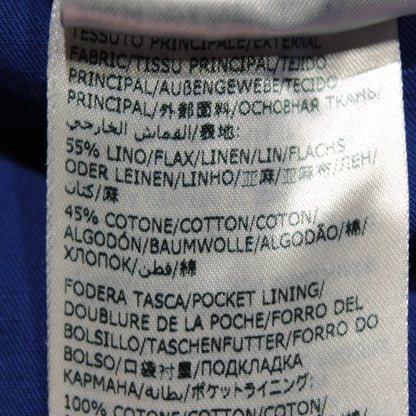 TESSUTO PRINCIPALE/EXTERNAL
FABRIC/TISSU PRINCIPAL/TEJIDO
PRINCIPAL/AUßENGEWEBE/TECIDO
PRINCIPAL/外部面料/ОСНОВНАЯ ТКАНЬ/
القماش الخارجي/表地:
55% LINO/FLAX/LINEN/LIN/FLACHS
ODER LEINEN/LINHO/亚麻/亞麻/ЛЕН/
كتان/麻
45% COTONE/COTTON/COTON/
ALGODÓN/BAUMWOLLE/ALGODÃO/棉/
ХЛОПОК/قطن/綿
FODERA TASCA/POCKET LINING/
DOUBLURE DE LA POCHE/FORRO DEL
BOLSILLO/TASCHENFUTTER/FORRO DO
BOLSO/口袋衬里/ПОДКЛАДКА
КАРМАНА/بطانة/ポケットライニング:
100% COTONE/COTTON/COTON/